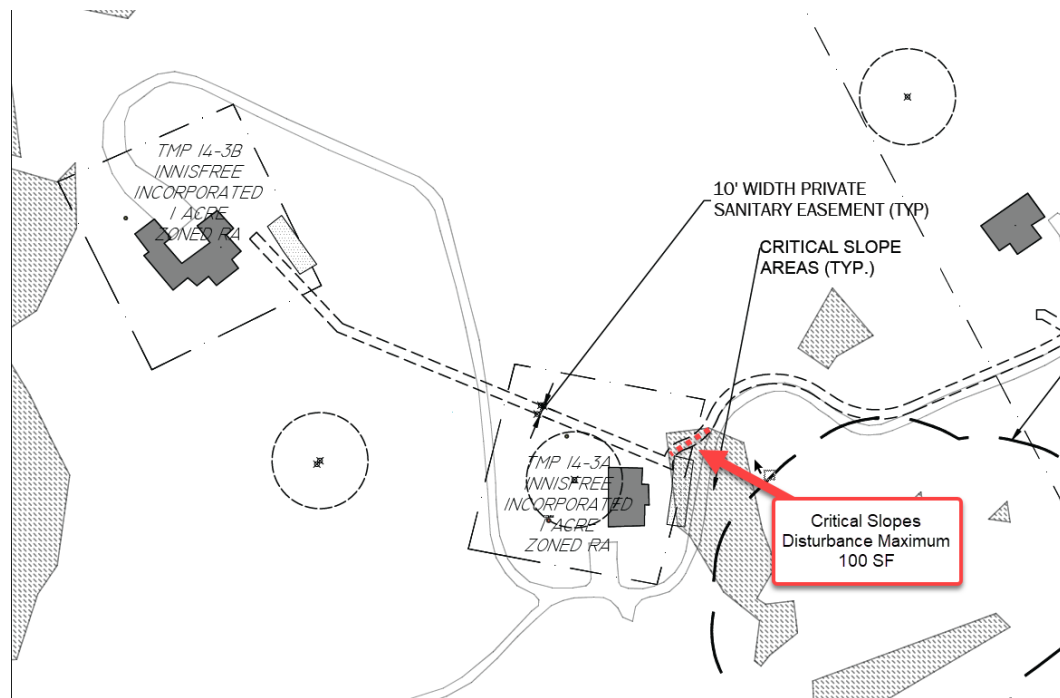 TMP 14-3B
INNISFREE
INCORPORATED
1 ACRE
ZONED RA
10' WIDTH PRIVATE
SANITARY EASEMENT (TYP)
CRITICAL SLOPE
AREAS (TYP.)
TMP 14-3A
INNISFREE
INCORPORATED
1 ACRE
ZONED RA
Critical Slopes
Disturbance Maximum
100 SF